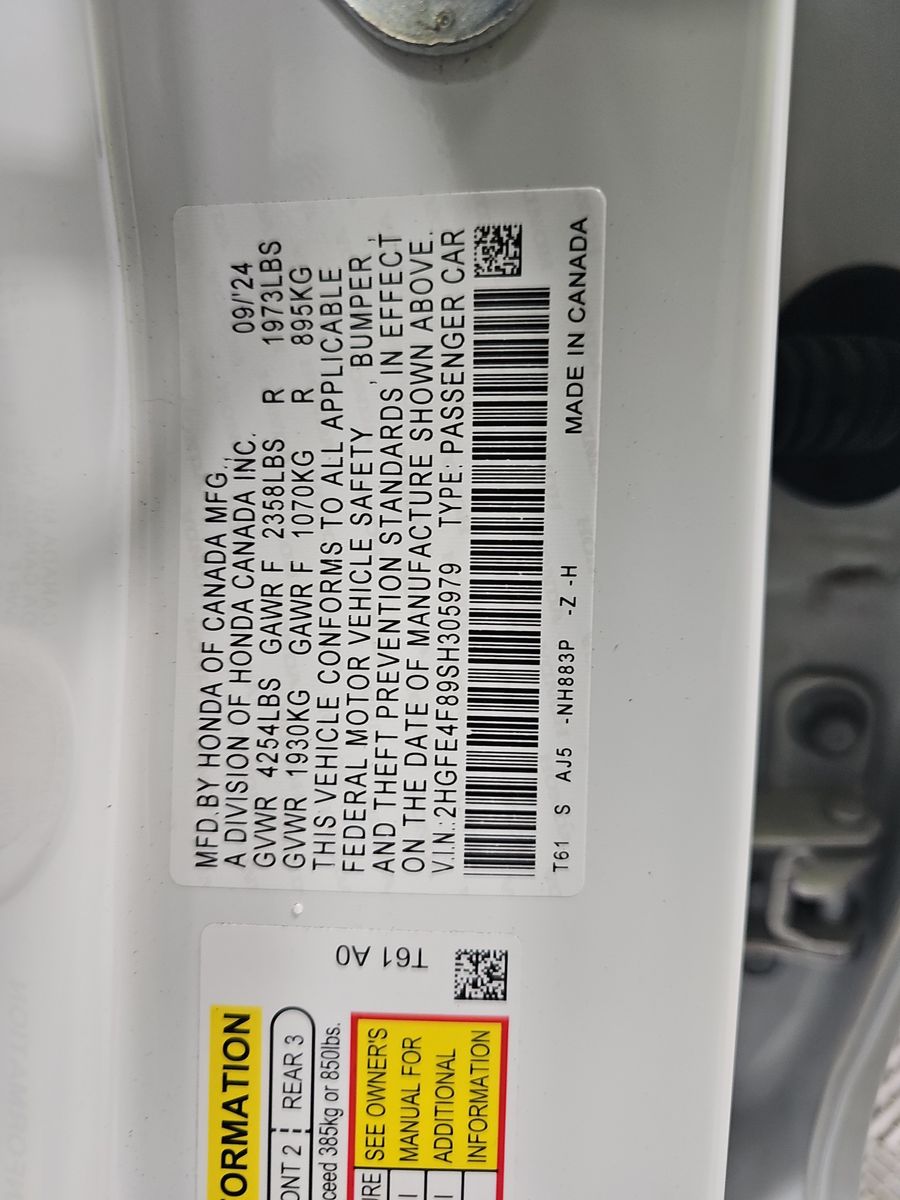 MFD.BY HONDA OF CANADA MFG.,
A DIVISION OF HONDA CANADA INC. 09/'24
GVWR 4254LBS GAWR F 2358LBS R 1973LBS
GVWR 1930KG GAWR F 1070KG R 895KG
THIS VEHICLE CONFORMS TO ALL APPLICABLE
FEDERAL MOTOR VEHICLE SAFETY , BUMPER ,
AND THEFT PREVENTION STANDARDS IN EFFECT
ON THE DATE OF MANUFACTURE SHOWN ABOVE.
V.I.N.:2HGFE4F89SH305979 TYPE: PASSENGER CAR
T61 S AJ5 -NH883P -Z -H MADE IN CANADA
T61 A0
ORMATION
ONT 2 REAR 3
ceed 385kg or 850lbs.
IRE SEE OWNER'S
MANUAL FOR
ADDITIONAL
INFORMATION